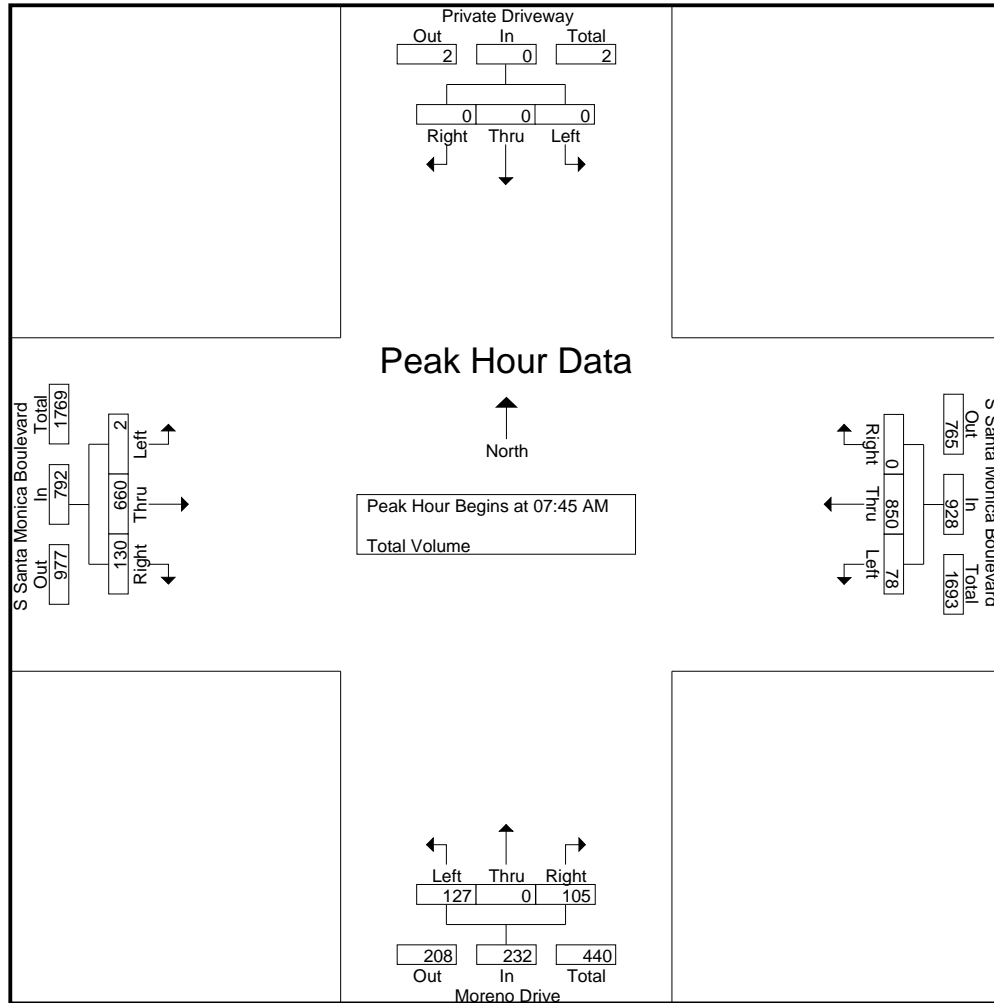 Private Driveway
Out In Total
2 0 2
0 0 0
Right Thru Left
Peak Hour Data
North
Peak Hour Begins at 07:45 AM
Total Volume
S Santa Monica Boulevard
Total In Out
1769 792 977
2 660 130
Left Thru Right
S Santa Monica Boulevard
Out In Total
765 928 1693
0 850 78
Right Thru Left
Left Thru Right
127 0 105
208 232 440
Out In Total
Moreno Drive